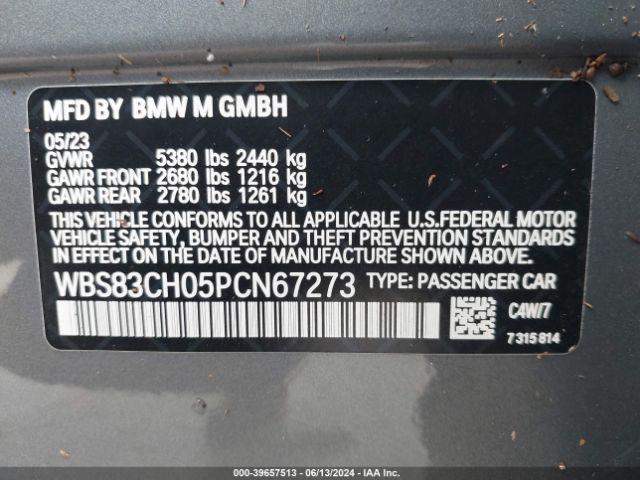 MFD BY BMW M GMBH
05/23
GVWR 5380 lbs 2440 kg
GAWR FRONT 2680 lbs 1216 kg
GAWR REAR 2780 lbs 1261 kg
THIS VEHICLE CONFORMS TO ALL APPLICABLE U.S.FEDERAL MOTOR
VEHICLE SAFETY, BUMPER AND THEFT PREVENTION STANDARDS
IN EFFECT ON THE DATE OF MANUFACTURE SHOWN ABOVE.
WBS83CH05PCN67273 TYPE: PASSENGER CAR
C4W/7
7 315 814
000-39657513 - 06/13/2024 - IAA Inc.